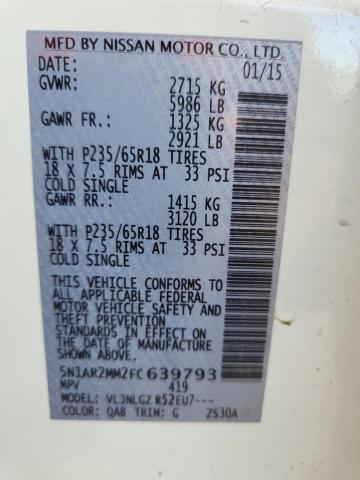 MFD BY NISSAN MOTOR CO., LTD.
DATE: 01/15
GVWR: 2715 KG
5986 LB
GAWR FR.: 1325 KG
2921 LB
WITH P235/65R18 TIRES
18 X 7.5 RIMS AT 33 PSI
COLD SINGLE
GAWR RR.: 1415 KG
3120 LB
WITH P235/65R18 TIRES
18 X 7.5 RIMS AT 33 PSI
COLD SINGLE
THIS VEHICLE CONFORMS TO
ALL APPLICABLE FEDERAL
MOTOR VEHICLE SAFETY AND
THEFT PREVENTION
STANDARDS IN EFFECT ON
THE DATE OF MANUFACTURE
SHOWN ABOVE.
5N1AR2MM2FC639793
MPV 419
MODEL: VLJNLGZ R52EU7---
COLOR: QAB TRIM: G ZS30A